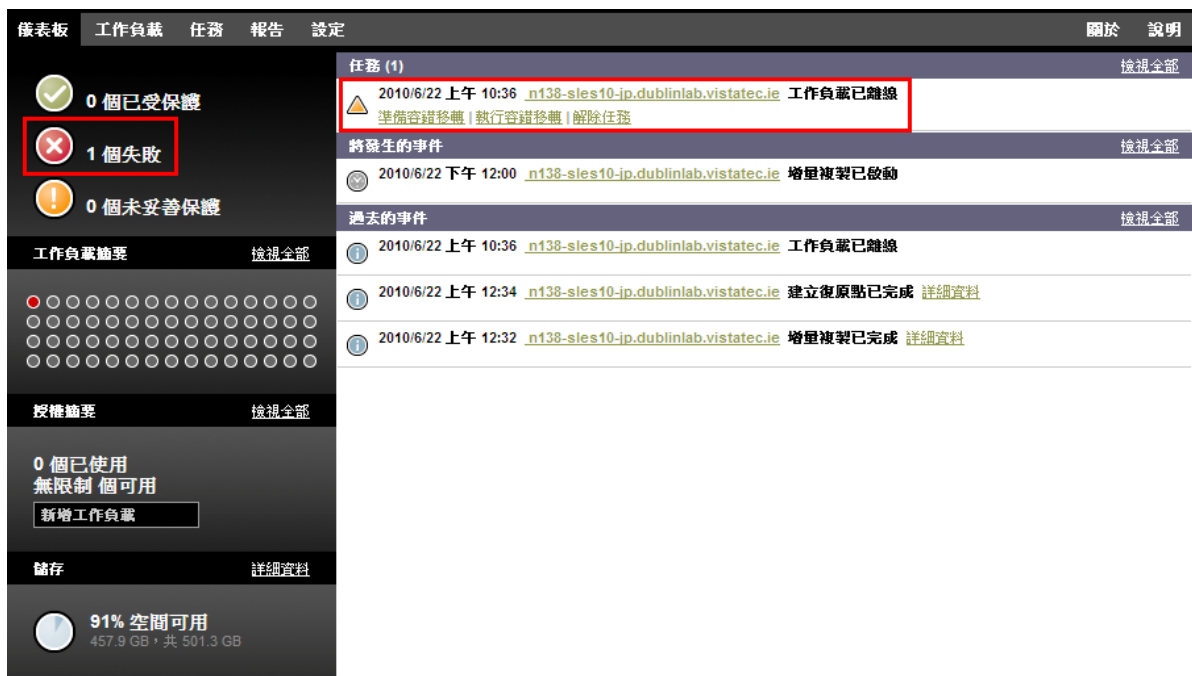 儀表板 工作負載 任務 報告 設定 關於 說明
0 個已受保護
1 個失敗
0 個未妥善保護
工作負載摘要 檢視全部
授權摘要 檢視全部
0 個已使用
無限制 個可用
新增工作負載
儲存 詳細資料
91% 空間可用
457.9 GB，共 501.3 GB
任務 (1) 檢視全部
2010/6/22 上午 10:36 n138-sles10-jp.dublinlab.vistatec.ie 工作負載已離線
準備容錯移轉 | 執行容錯移轉 | 解除任務
將發生的事件 檢視全部
2010/6/22 下午 12:00 n138-sles10-jp.dublinlab.vistatec.ie 增量複製已啟動
過去的事件 檢視全部
2010/6/22 上午 10:36 n138-sles10-jp.dublinlab.vistatec.ie 工作負載已離線
2010/6/22 上午 12:34 n138-sles10-jp.dublinlab.vistatec.ie 建立復原點已完成 詳細資料
2010/6/22 上午 12:32 n138-sles10-jp.dublinlab.vistatec.ie 增量複製已完成 詳細資料